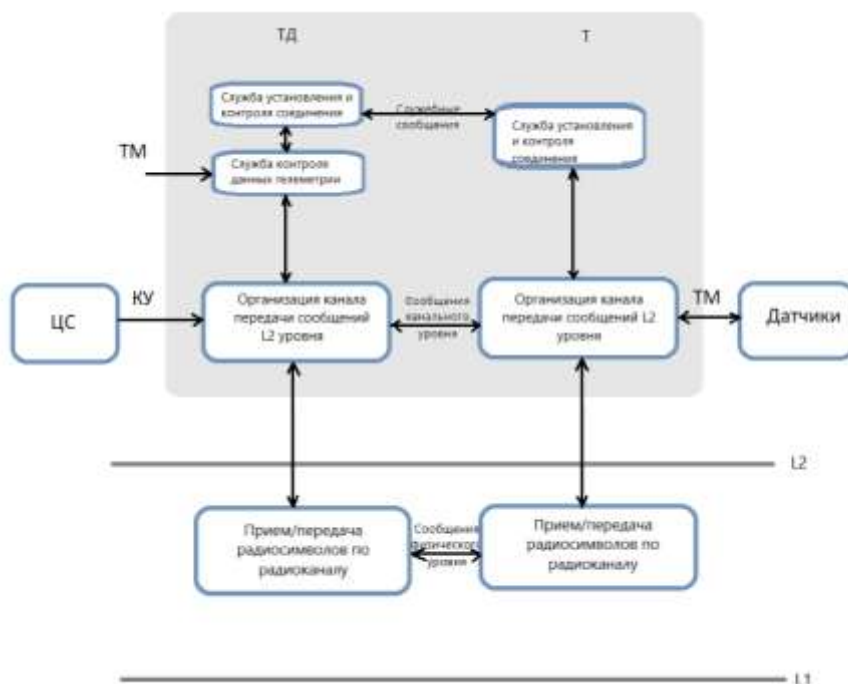 ТД
Т
Служба установления и
контроля соединения
Служебные
сообщения
Служба установления
и контроля
соединения
ТМ
Служба контроля
данных телеметрии
ЦС
КУ
Организация канала
передачи сообщений
L2 уровня
Сообщения
канального
уровня
Организация канала
передачи сообщений L2
уровня
ТМ
Датчики
L2
Прием/передача
радиосимволов по
радиоканалу
Сообщения
физического
уровня
Прием/передача
радиосимволов по
радиоканалу
L1